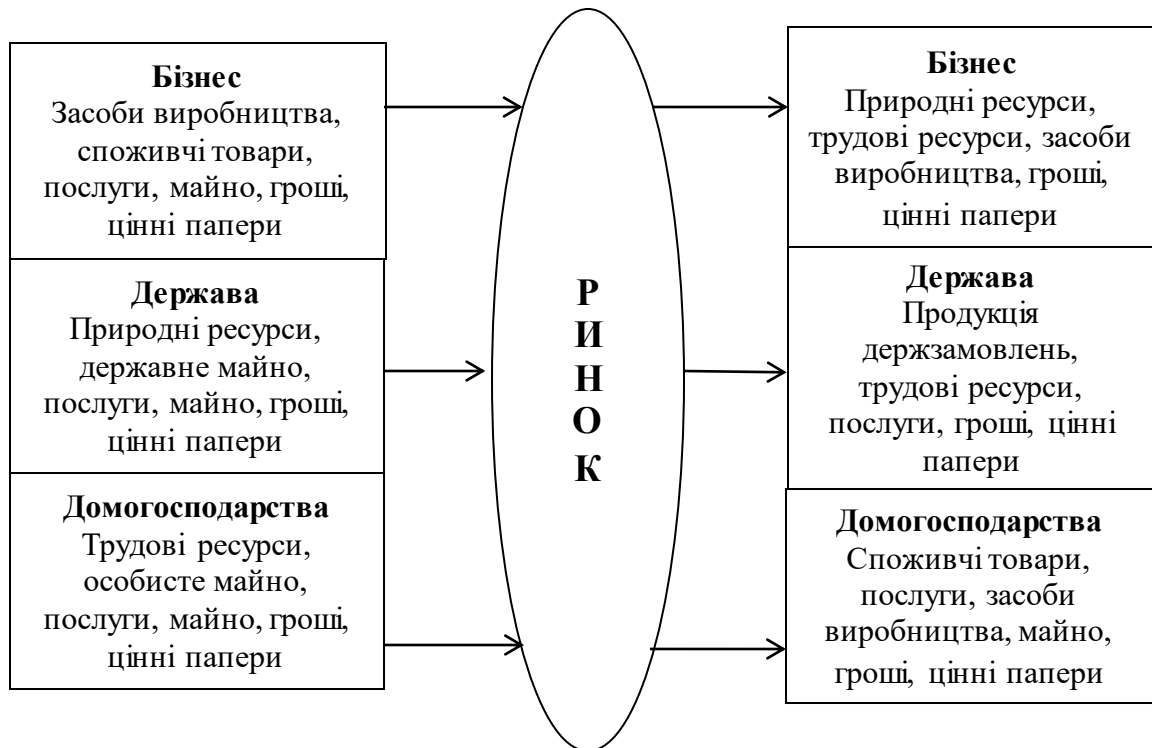 Бізнес
Засоби виробництва,
споживчі товари,
послуги, майно, гроші,
цінні папери
Держава
Природні ресурси,
державне майно,
послуги, майно, гроші,
цінні папери
Домогосподарства
Трудові ресурси,
особисте майно,
послуги, майно, гроші,
цінні папери
Р
И
Н
О
К
Бізнес
Природні ресурси,
трудові ресурси, засоби
виробництва, гроші,
цінні папери
Держава
Продукція
держзамовлень,
трудові ресурси,
послуги, гроші, цінні
папери
Домогосподарства
Споживчі товари,
послуги, засоби
виробництва, майно,
гроші, цінні папери